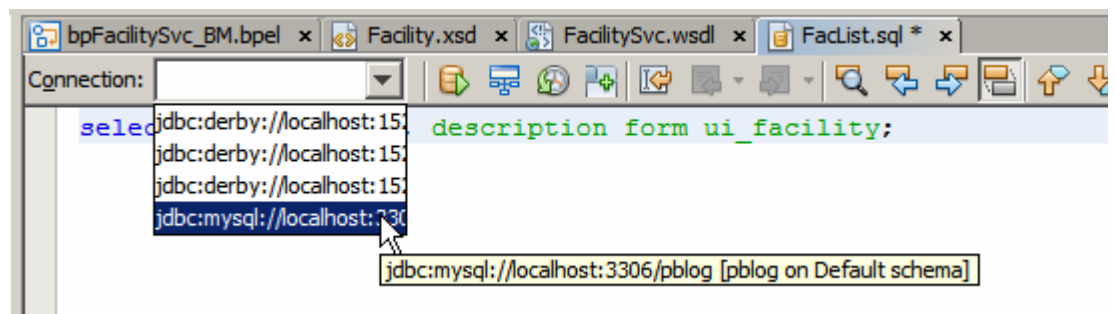 bpFacilitySvc_BM.bpel x Facility.xsd x FacilitySvc.wsdl x FacList.sql * x
Connection:
selec description form ui_facility;
jdbc:derby://localhost:152
jdbc:derby://localhost:152
jdbc:derby://localhost:152
jdbc:mysql://localhost:330
jdbc:mysql://localhost:3306/pblog [pblog on Default schema]